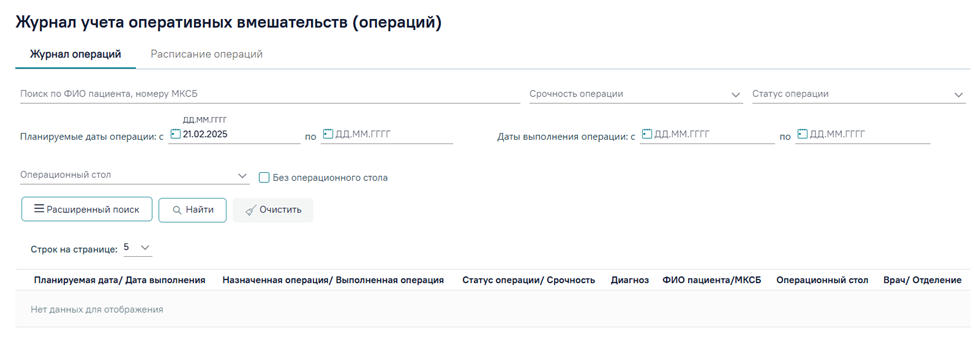 Журнал учета оперативных вмешательств (операций)
Журнал операций Расписание операций
Поиск по ФИО пациента, номеру МКСБ Срочность операции Статус операции
ДД.ММ.ГГГГ
Планируемые даты операции: с 21.02.2025 по ДД.ММ.ГГГГ Даты выполнения операции: с ДД.ММ.ГГГГ по ДД.ММ.ГГГГ
Операционный стол Без операционного стола
Расширенный поиск Найти Очистить
Строк на странице: 5
Планируемая дата/ Дата выполнения Назначенная операция/ Выполненная операция Статус операции/ Срочность Диагноз ФИО пациента/МКСБ Операционный стол Врач/ Отделение
Нет данных для отображения